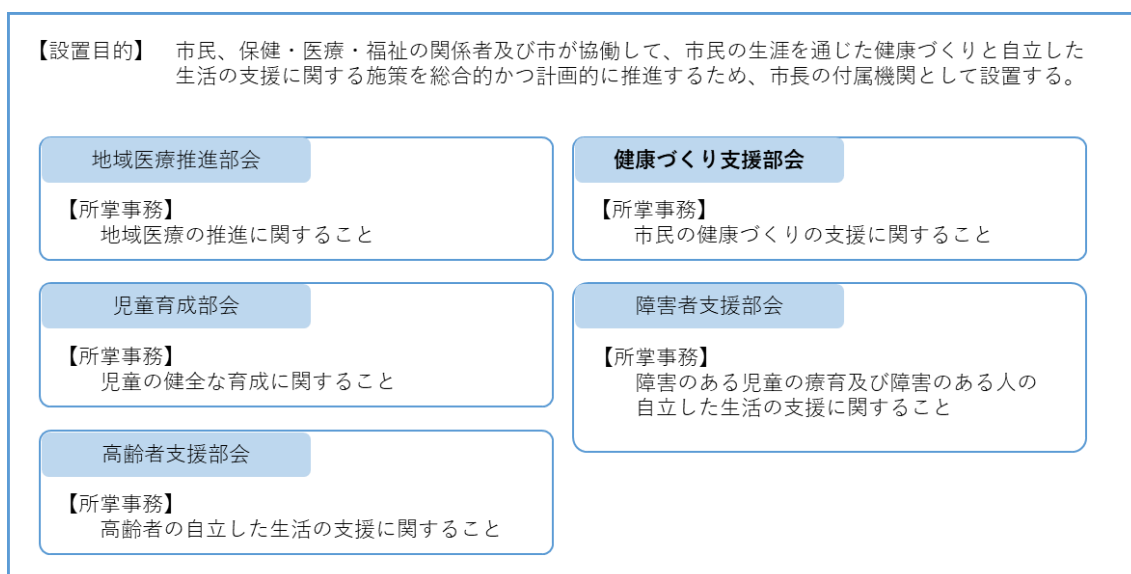 【設置目的】 市民、保健・医療・福祉の関係者及び市が協働して、市民の生涯を通じた健康づくりと自立した
生活の支援に関する施策を総合的かつ計画的に推進するため、市長の付属機関として設置する。
地域医療推進部会
【所掌事務】
地域医療の推進に関すること
健康づくり支援部会
【所掌事務】
市民の健康づくりの支援に関すること
児童育成部会
【所掌事務】
児童の健全な育成に関すること
障害者支援部会
【所掌事務】
障害のある児童の療育及び障害のある人の
自立した生活の支援に関すること
高齢者支援部会
【所掌事務】
高齢者の自立した生活の支援に関すること